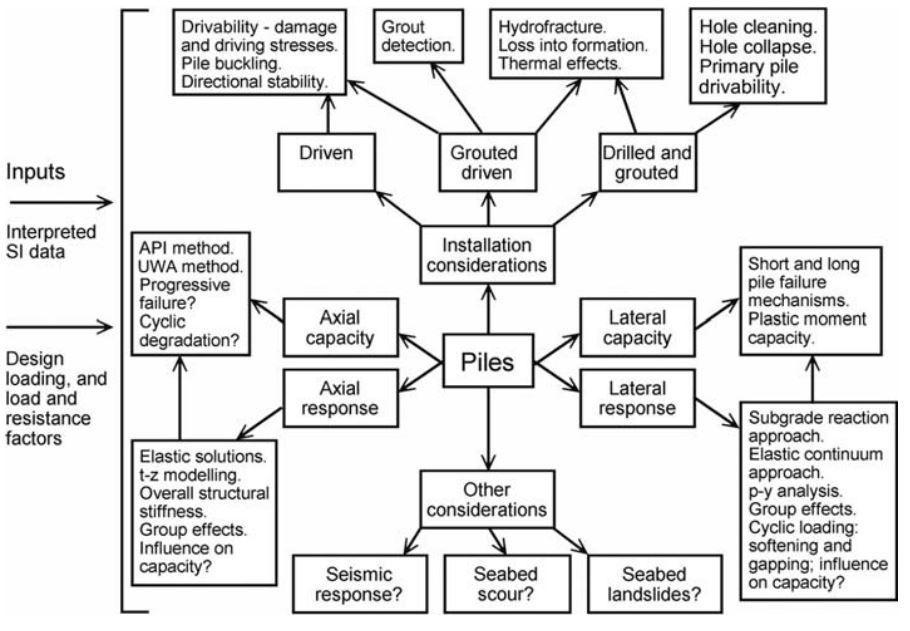 Drivability - damage
and driving stresses.
Pile buckling.
Directional stability.
Grout
detection.
Hydrofracture.
Loss into formation.
Thermal effects.
Hole cleaning.
Hole collapse.
Primary pile
drivability.
Driven
Grouted
driven
Drilled and
grouted
Inputs
Interpreted
SI data
Installation
considerations
API method.
UWA method.
Progressive
failure?
Cyclic
degradation?
Axial
capacity
Piles
Lateral
capacity
Short and long
pile failure
mechanisms.
Plastic moment
capacity.
Design
loading, and
load and
resistance
factors
Axial
response
Lateral
response
Elastic solutions.
t-z modelling.
Overall structural
stiffness.
Group effects.
Influence on
capacity?
Other
considerations
Subgrade reaction
approach.
Elastic continuum
approach.
p-y analysis.
Group effects.
Cyclic loading:
softening and
gapping; influence
on capacity?
Seismic
response?
Seabed
scour?
Seabed
landslides?